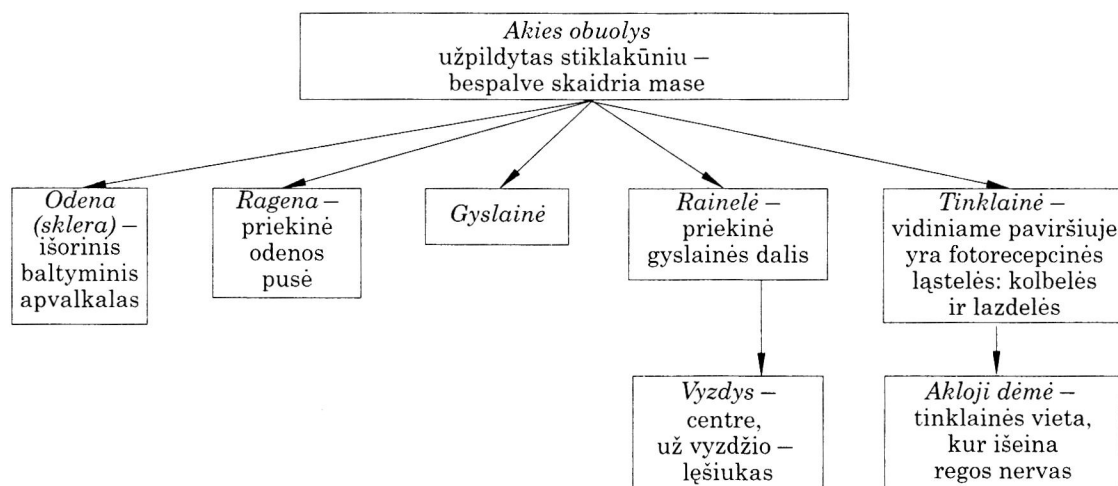 Akies obuolys
užpildytas stiklakūniu –
bespalve skaidria mase
Odena
(sklera) –
išorinis
baltyminis
apvalkalas
Ragena –
priekinė
odenos
pusė
Gyslainė
Rainelė –
priekinė
gyslainės dalis
Tinklainė –
vidiniame paviršiuje
yra fotorecepcinės
ląstelės: kolbelės
ir lazdelės
Vyzdys –
centre,
už vyzdžio –
lęšiukas
Akloji dėmė –
tinklainės vieta,
kur išeina
regos nervas